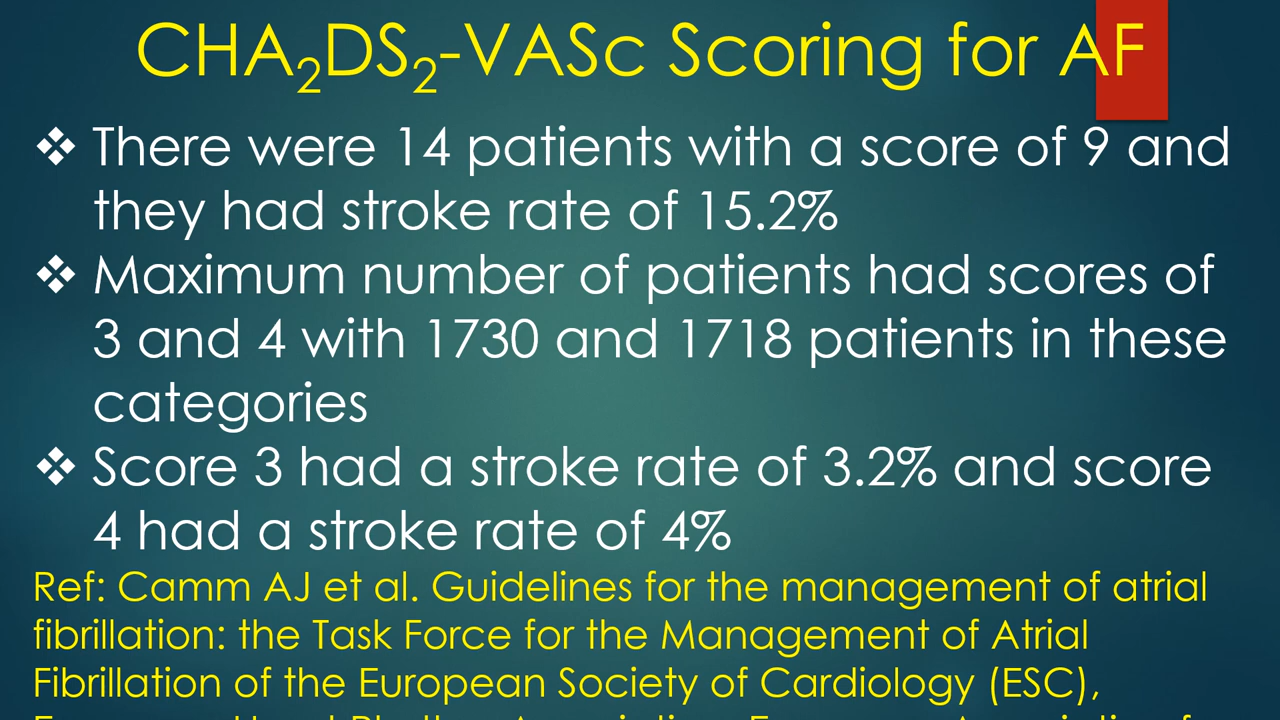 CHA₂DS₂-VASc Scoring for AF
❖ There were 14 patients with a score of 9 and
they had stroke rate of 15.2%
❖ Maximum number of patients had scores of
3 and 4 with 1730 and 1718 patients in these
categories
❖ Score 3 had a stroke rate of 3.2% and score
4 had a stroke rate of 4%
Ref: Camm AJ et al. Guidelines for the management of atrial
fibrillation: the Task Force for the Management of Atrial
Fibrillation of the European Society of Cardiology (ESC),